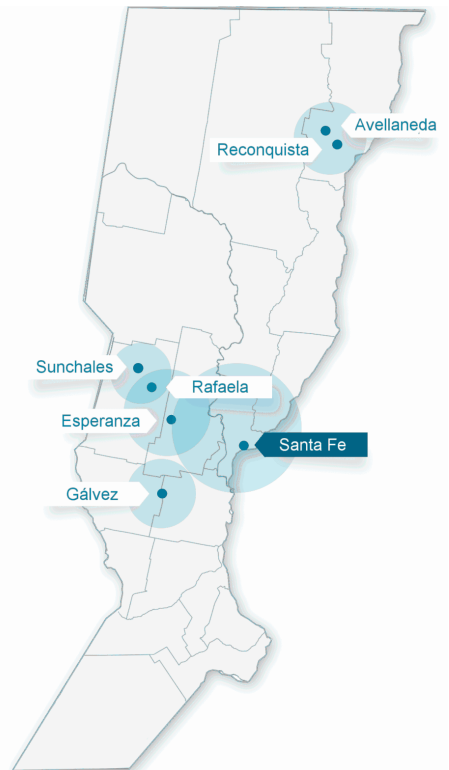 Avellaneda
Reconquista
Sunchales
Rafaela
Esperanza
Santa Fe
Gálvez